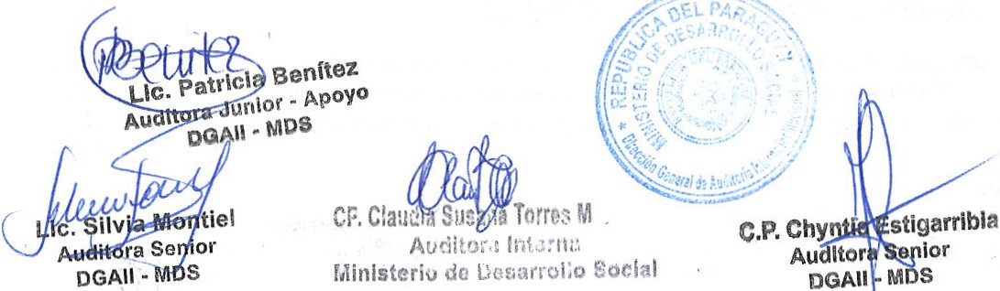 Benitez
Lic. Patricia Benítez
Auditora Junior - Apoyo
DGAII - MDS
REPUBLICA DEL PARAGUAY
MINISTERIO DE DESARROLLO SOCIAL
Dirección General de Auditoría Interna
Lic. Silvia Montiel
Auditora Senior
DGAII - MDS
CP. Claudia Susana Torres M
Auditora Interna
Ministerio de Desarrollo Social
C.P. Chyntia Estigarribia
Auditora Senior
DGAII - MDS